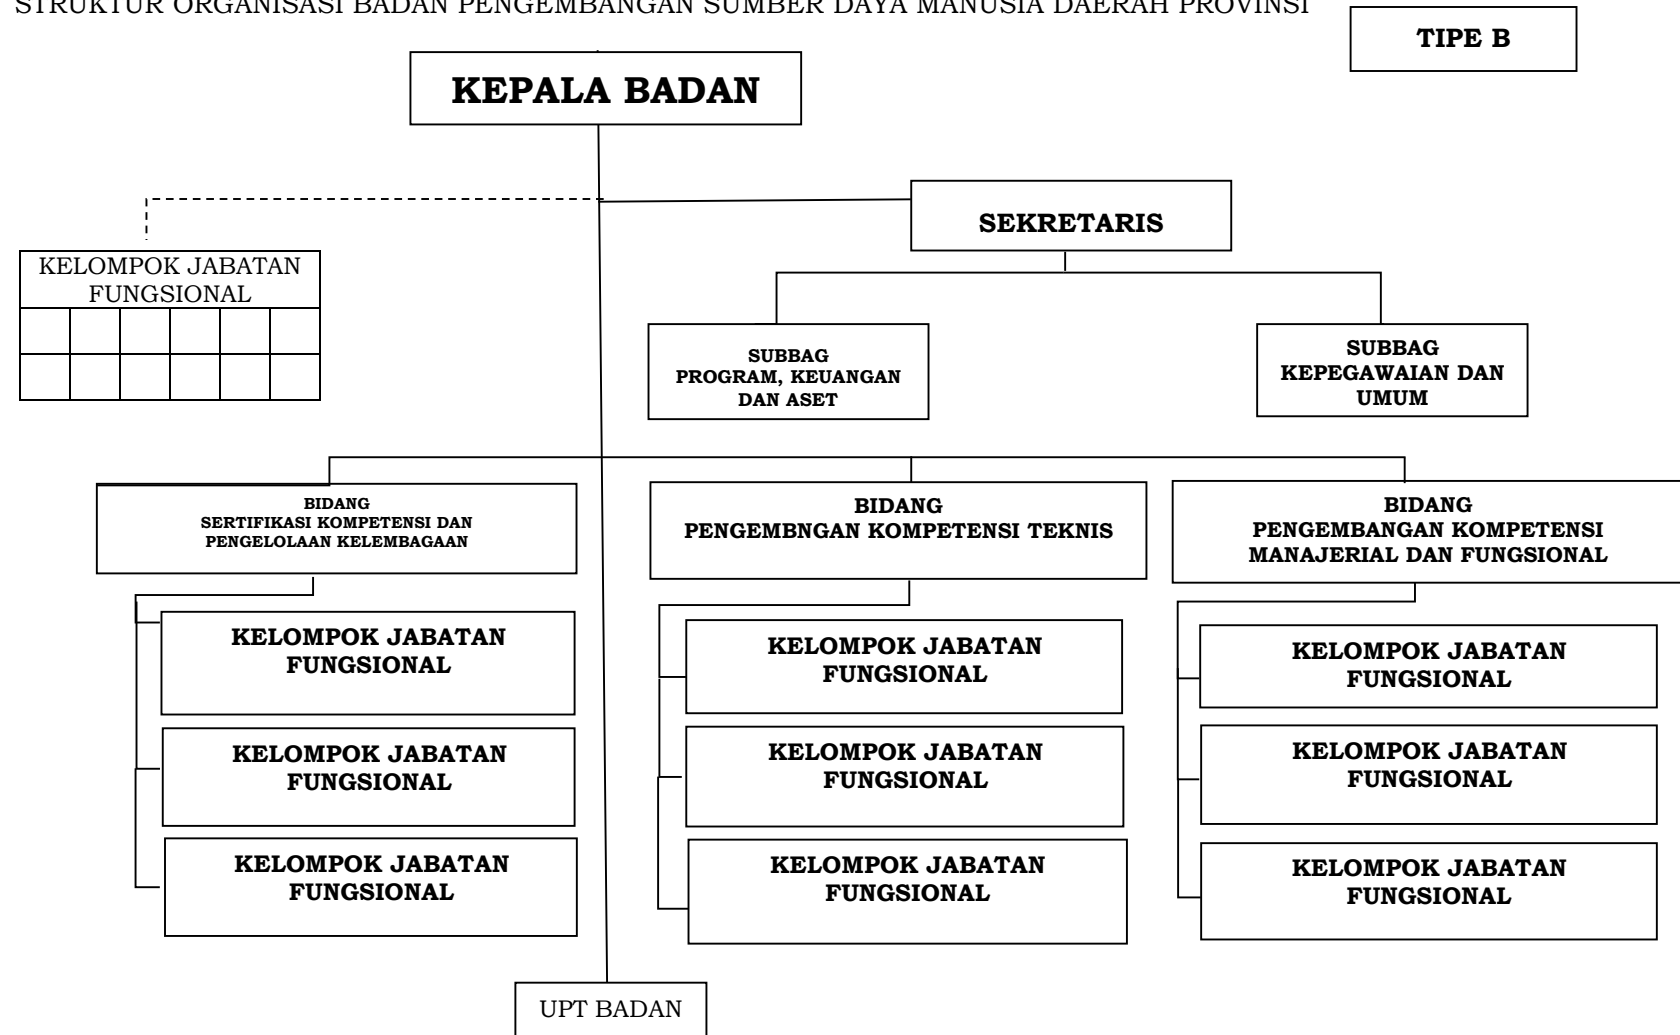 STRUKTUR ORGANISASI BADAN PENGEMBANGAN SUMBER DAYA MANUSIA DAERAH PROVINSI
TIPE B
KEPALA BADAN
SEKRETARIS
KELOMPOK JABATAN
FUNGSIONAL
SUBBAG
PROGRAM, KEUANGAN
DAN ASET
SUBBAG
KEPEGAWAIAN DAN
UMUM
BIDANG
SERTIFIKASI KOMPETENSI DAN
PENGELOLAAN KELEMBAGAAN
BIDANG
PENGEMBNGAN KOMPETENSI TEKNIS
BIDANG
PENGEMBANGAN KOMPETENSI
MANAJERIAL DAN FUNGSIONAL
KELOMPOK JABATAN
FUNGSIONAL
KELOMPOK JABATAN
FUNGSIONAL
KELOMPOK JABATAN
FUNGSIONAL
KELOMPOK JABATAN
FUNGSIONAL
KELOMPOK JABATAN
FUNGSIONAL
KELOMPOK JABATAN
FUNGSIONAL
KELOMPOK JABATAN
FUNGSIONAL
KELOMPOK JABATAN
FUNGSIONAL
KELOMPOK JABATAN
FUNGSIONAL
UPT BADAN